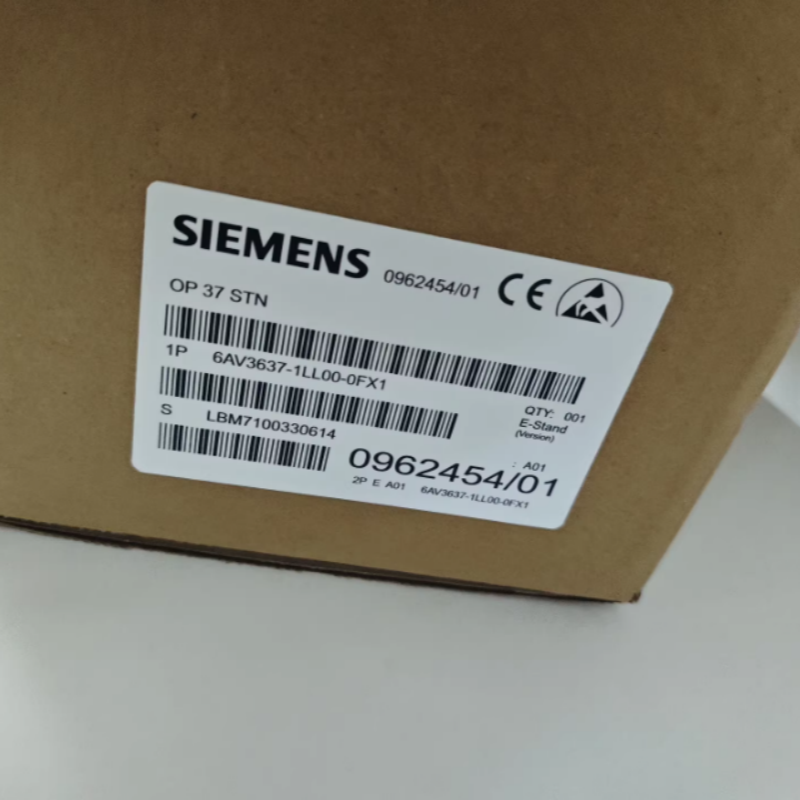 SIEMENS 0962454/01 CE
OP 37 STN
1P 6AV3637-1LL00-0FX1
QTY: 001
S LBM7100330614
E-Stand
(Version)
: A01
0962454/01
2P E A01 6AV3637-1LL00-0FX1